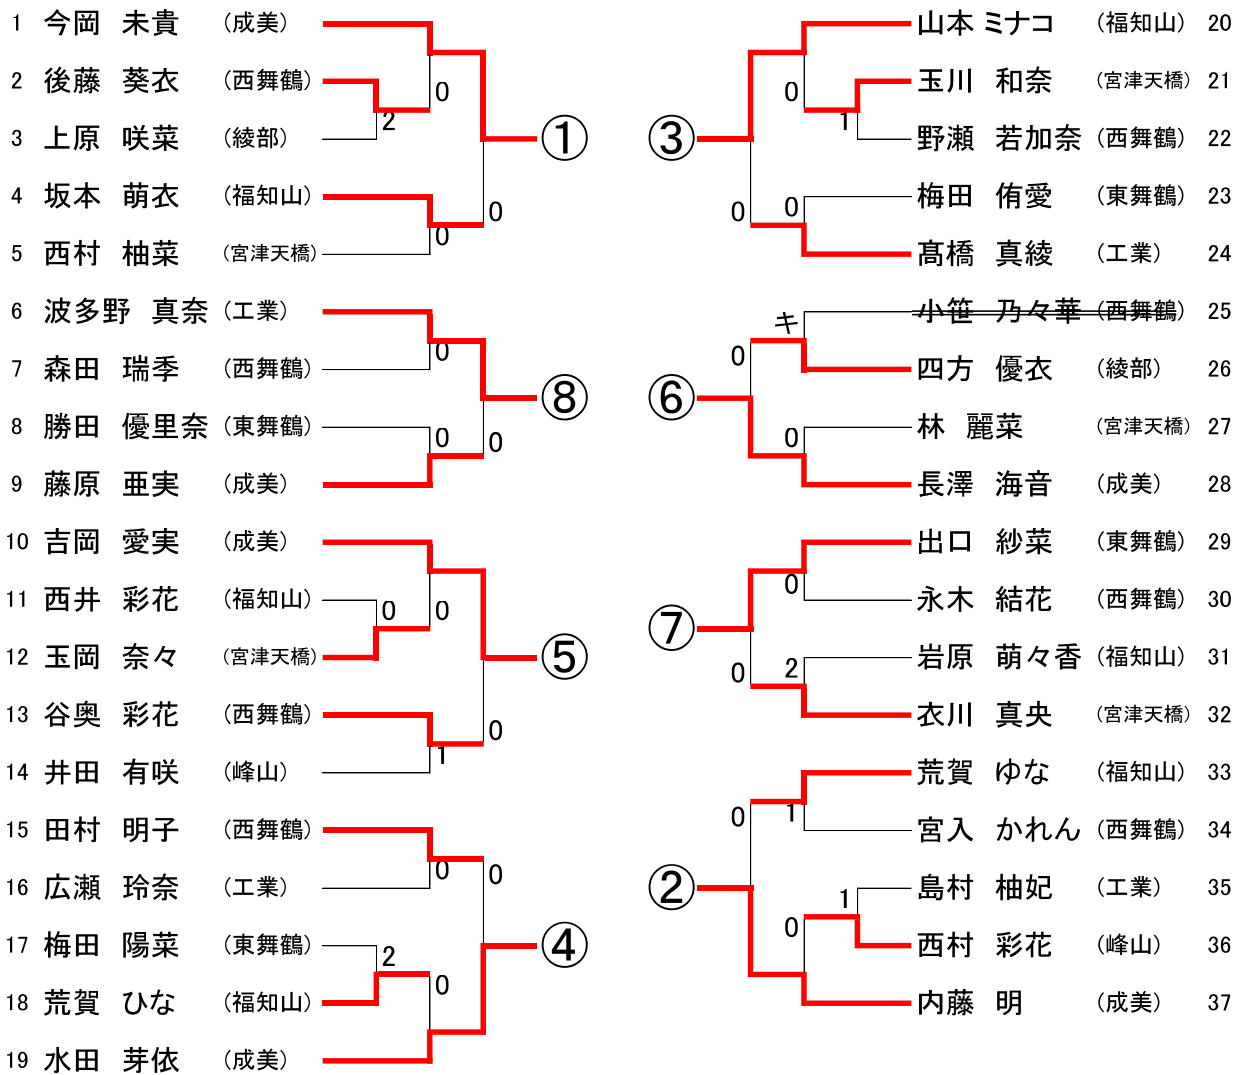 1 今岡 未貴 (成美)
2 後藤 葵衣 (西舞鶴)
0
2
3 上原 咲菜 (綾部)
①
4 坂本 萌衣 (福知山)
0
0
5 西村 柚菜 (宮津天橋)
6 波多野 真奈 (工業)
0
7 森田 瑞季 (西舞鶴)
⑧
8 勝田 優里奈 (東舞鶴)
0
0
9 藤原 亜実 (成美)
10 吉岡 愛実 (成美)
11 西井 彩花 (福知山)
0
0
12 玉岡 奈々 (宮津天橋)
⑤
13 谷奥 彩花 (西舞鶴)
0
1
14 井田 有咲 (峰山)
15 田村 明子 (西舞鶴)
0
0
16 広瀬 玲奈 (工業)
17 梅田 陽菜 (東舞鶴)
2
④
0
18 荒賀 ひな (福知山)
19 水田 芽依 (成美)
山本 ミナコ (福知山) 20
玉川 和奈 (宮津天橋) 21
0
1
③
野瀬 若加奈 (西舞鶴) 22
梅田 侑愛 (東舞鶴) 23
0
0
髙橋 真綾 (工業) 24
小笹 乃々華 (西舞鶴) 25
キ
0
四方 優衣 (綾部) 26
⑥
林 麗菜 (宮津天橋) 27
0
長澤 海音 (成美) 28
出口 紗菜 (東舞鶴) 29
0
永木 結花 (西舞鶴) 30
⑦
岩原 萌々香 (福知山) 31
0
2
衣川 真央 (宮津天橋) 32
荒賀 ゆな (福知山) 33
0
1
宮入 かれん (西舞鶴) 34
②
島村 柚妃 (工業) 35
1
0
西村 彩花 (峰山) 36
内藤 明 (成美) 37